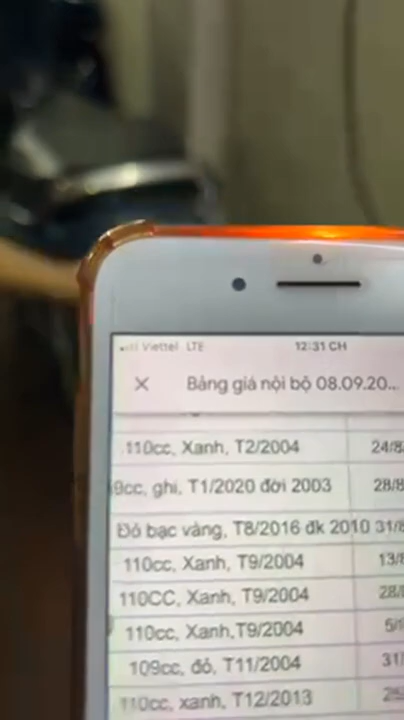 Viettel LTE 12:31 CH
× Bảng giá nội bộ 08.09.20...
110cc, Xanh, T2/2004 24/8
9cc, ghi, T1/2020 đời 2003 28/8
Đỏ bạc vàng, T8/2016 đk 2010 31/8
110cc, Xanh, T9/2004 13/8
110CC, Xanh, T9/2004 28/
110cc, Xanh,T9/2004 5/
109cc, đỏ, T11/2004 31/
110cc, xanh, T12/2013